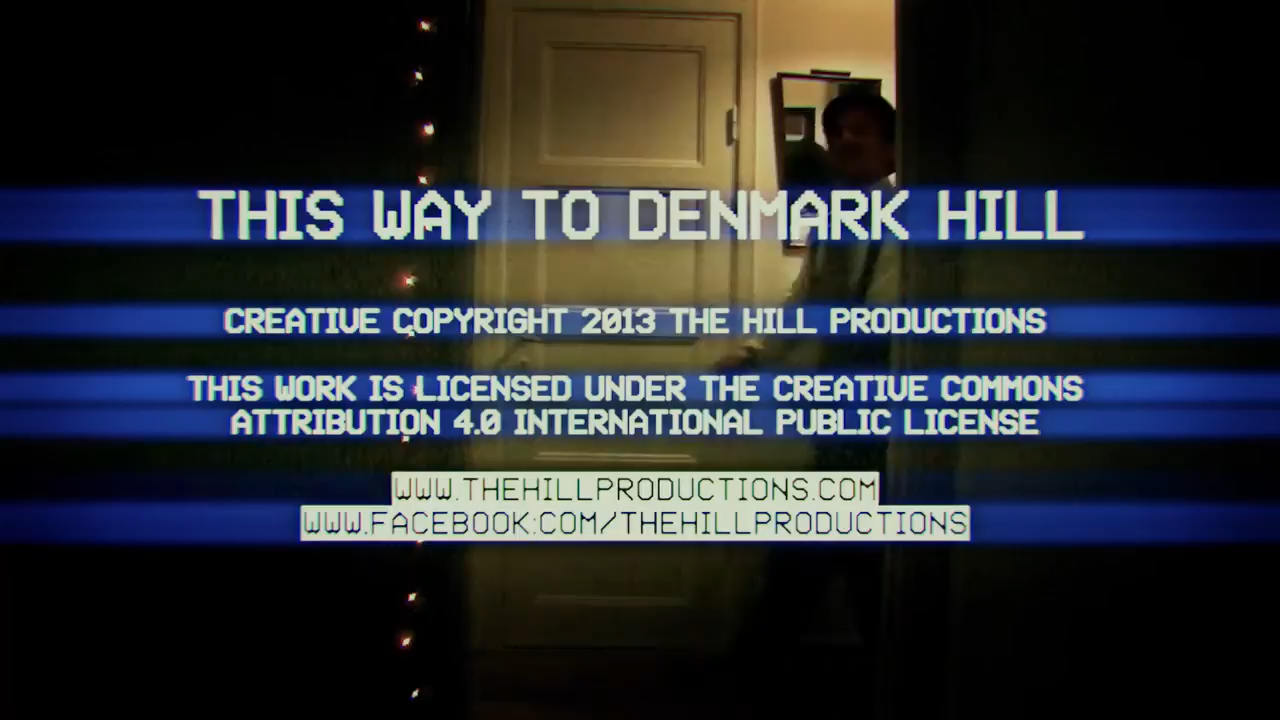 THIS WAY TO DENMARK HILL
CREATIVE COPYRIGHT 2013 THE HILL PRODUCTIONS
THIS WORK IS LICENSED UNDER THE CREATIVE COMMONS
ATTRIBUTION 4.0 INTERNATIONAL PUBLIC LICENSE
WWW.THEHILLPRODUCTIONS.COM
WWW.FACEBOOK.COM/THEHILLPRODUCTIONS